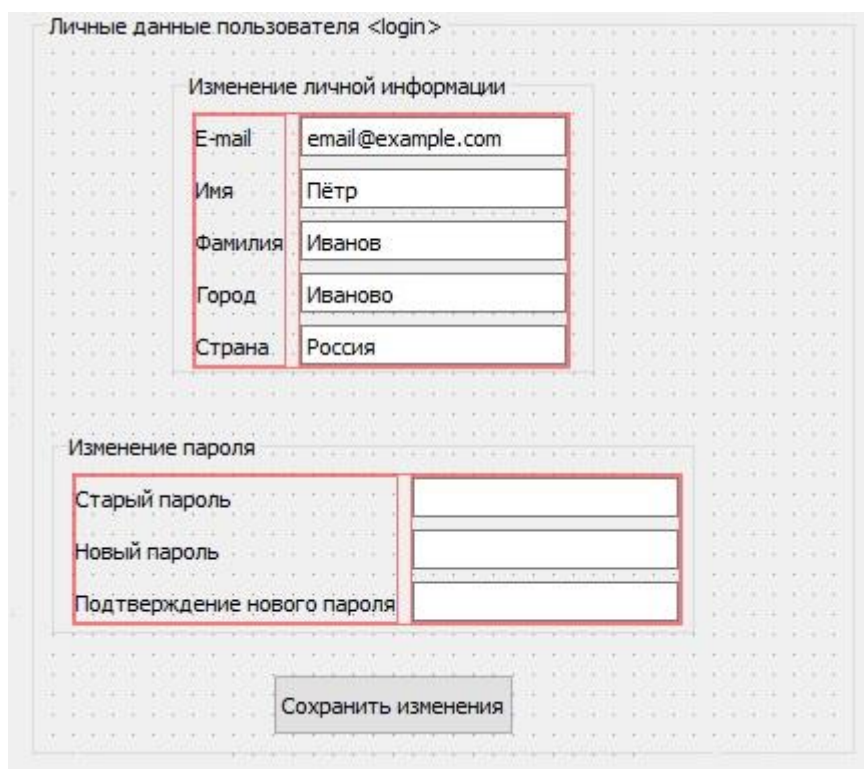 Личные данные пользователя <login>
Изменение личной информации
E-mail email@example.com
Имя Пётр
Фамилия Иванов
Город Иваново
Страна Россия
Изменение пароля
Старый пароль
Новый пароль
Подтверждение нового пароля
Сохранить изменения